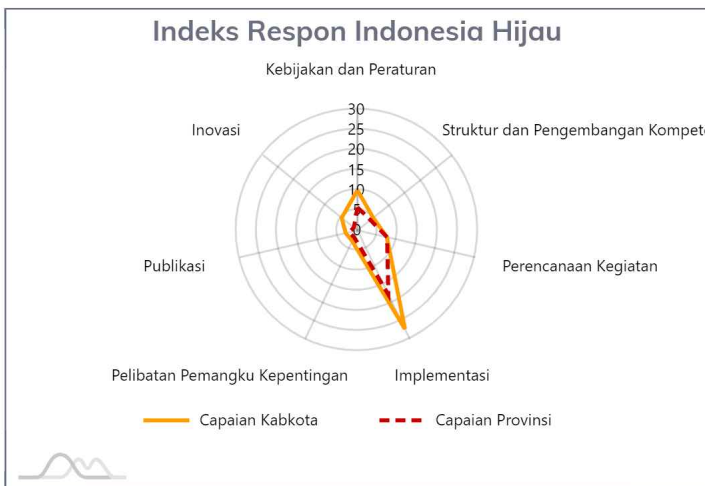 Indeks Respon Indonesia Hijau
Kebijakan dan Peraturan
Inovasi
Struktur dan Pengembangan
30
25
20
15
10
5
0
Publikasi
Perencanaan Kegiatan
Pelibatan Pemangku Kepentingan
Implementasi
Capaian Kabkota
Capaian Provinsi